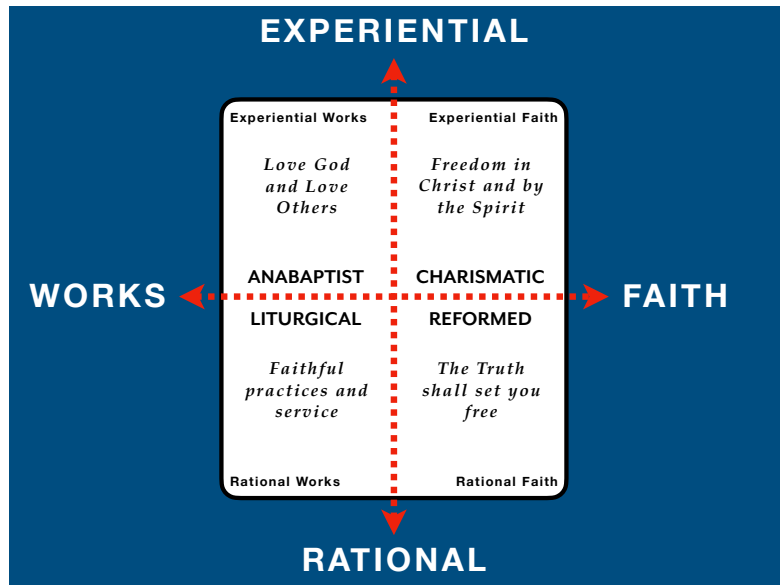 EXPERIENTIAL
Experiential Works
Experiential Faith
Love God
and Love
Others
Freedom in
Christ and by
the Spirit
ANABAPTIST
CHARISMATIC
WORKS
FAITH
LITURGICAL
REFORMED
Faithful
practices and
service
The Truth
shall set you
free
Rational Works
Rational Faith
RATIONAL